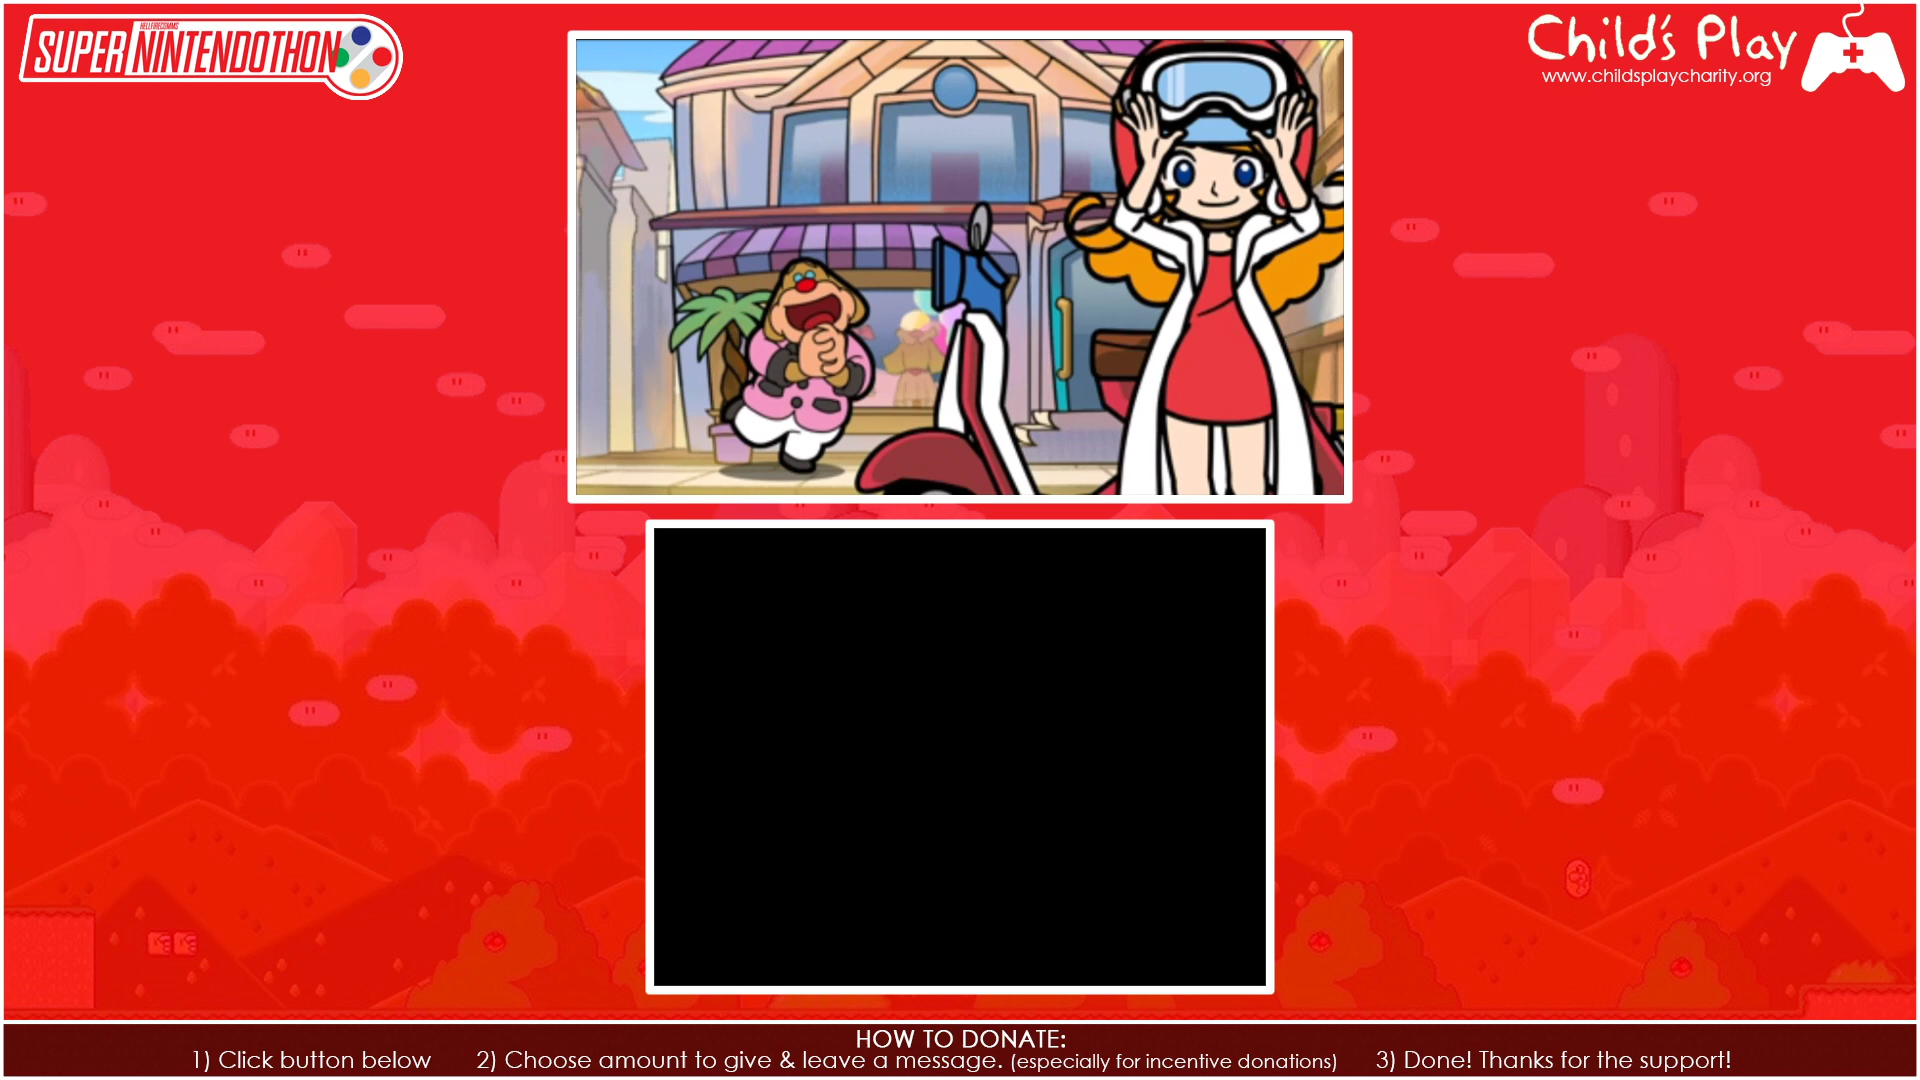 HELLFIRECOMMS
SUPER NINTENDOTHON
Child's Play
www.childsplaycharity.org
HOW TO DONATE:
1) Click button below 2) Choose amount to give & leave a message. (especially for incentive donations) 3) Done! Thanks for the support!